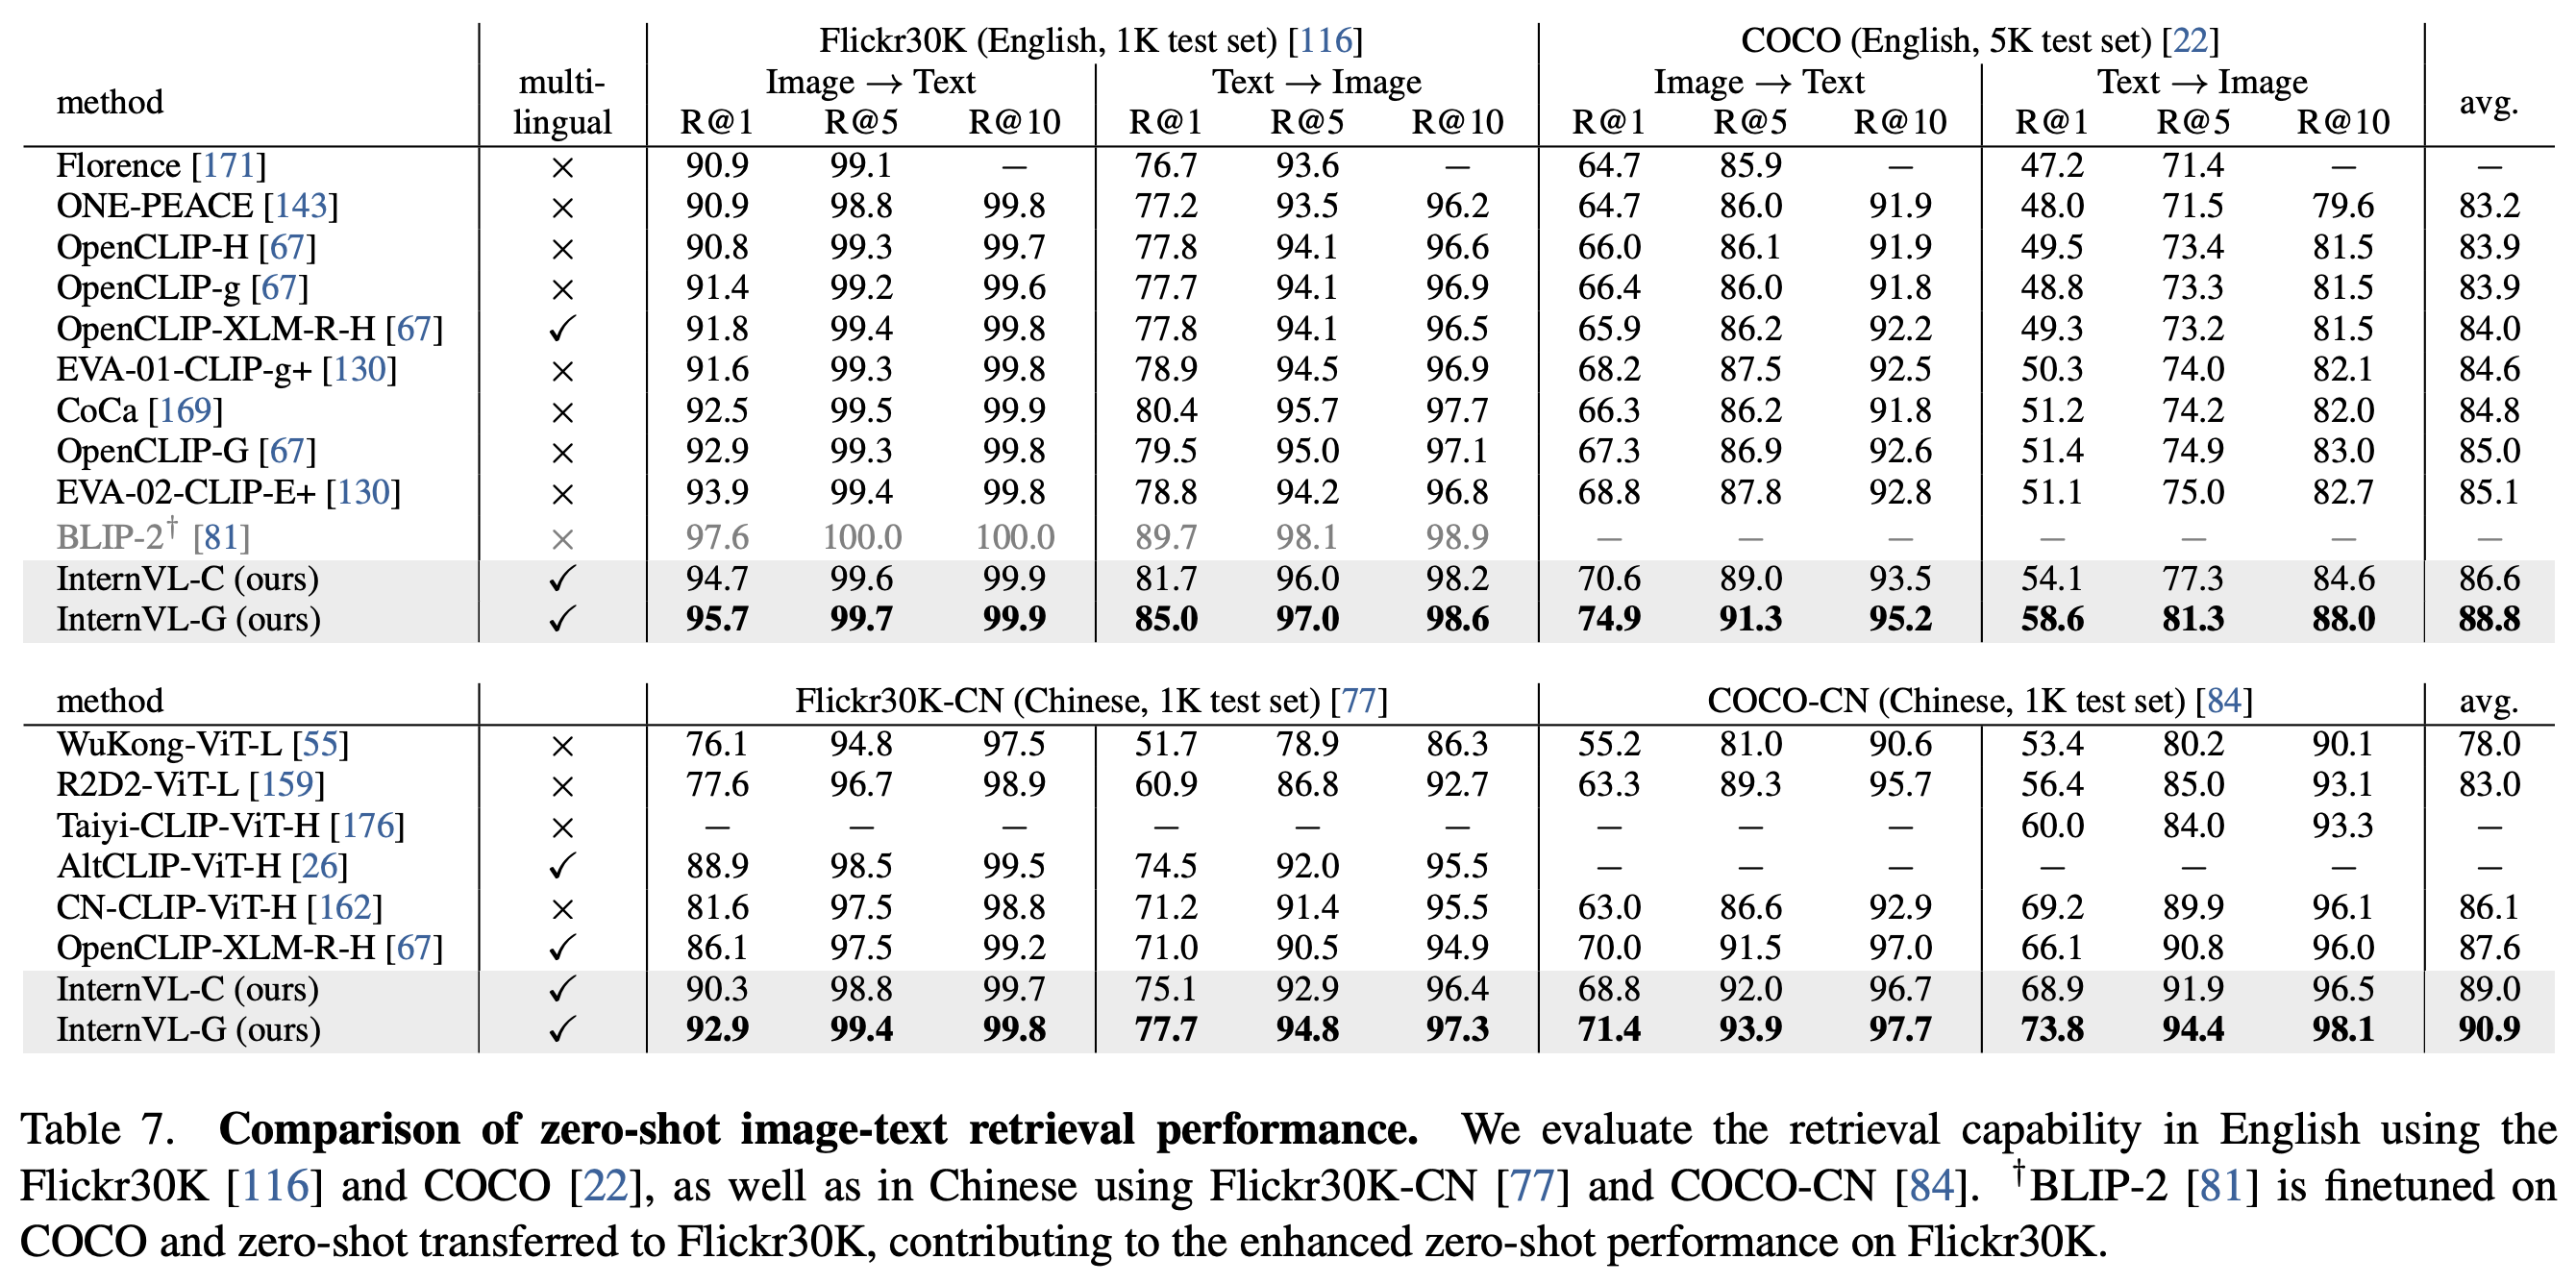 Flickr30K (English, 1K test set) [116] COCO (English, 5K test set) [22]
method multi-lingual Image → Text Text → Image Image → Text Text → Image avg.
R@1 R@5 R@10 R@1 R@5 R@10 R@1 R@5 R@10 R@1 R@5 R@10
Florence [171] × 90.9 99.1 – 76.7 93.6 – 64.7 85.9 – 47.2 71.4 – –
ONE-PEACE [143] × 90.9 98.8 99.8 77.2 93.5 96.2 64.7 86.0 91.9 48.0 71.5 79.6 83.2
OpenCLIP-H [67] × 90.8 99.3 99.7 77.8 94.1 96.6 66.0 86.1 91.9 49.5 73.4 81.5 83.9
OpenCLIP-g [67] × 91.4 99.2 99.6 77.7 94.1 96.9 66.4 86.0 91.8 48.8 73.3 81.5 83.9
OpenCLIP-XLM-R-H [67] ✓ 91.8 99.4 99.8 77.8 94.1 96.5 65.9 86.2 92.2 49.3 73.2 81.5 84.0
EVA-01-CLIP-g+ [130] × 91.6 99.3 99.8 78.9 94.5 96.9 68.2 87.5 92.5 50.3 74.0 82.1 84.6
CoCa [169] × 92.5 99.5 99.9 80.4 95.7 97.7 66.3 86.2 91.8 51.2 74.2 82.0 84.8
OpenCLIP-G [67] × 92.9 99.3 99.8 79.5 95.0 97.1 67.3 86.9 92.6 51.4 74.9 83.0 85.0
EVA-02-CLIP-E+ [130] × 93.9 99.4 99.8 78.8 94.2 96.8 68.8 87.8 92.8 51.1 75.0 82.7 85.1
BLIP-2† [81] × 97.6 100.0 100.0 89.7 98.1 98.9 – – – – – – –
InternVL-C (ours) ✓ 94.7 99.6 99.9 81.7 96.0 98.2 70.6 89.0 93.5 54.1 77.3 84.6 86.6
InternVL-G (ours) ✓ 95.7 99.7 99.9 85.0 97.0 98.6 74.9 91.3 95.2 58.6 81.3 88.0 88.8
method Flickr30K-CN (Chinese, 1K test set) [77] COCO-CN (Chinese, 1K test set) [84] avg.
WuKong-ViT-L [55] × 76.1 94.8 97.5 51.7 78.9 86.3 55.2 81.0 90.6 53.4 80.2 90.1 78.0
R2D2-ViT-L [159] × 77.6 96.7 98.9 60.9 86.8 92.7 63.3 89.3 95.7 56.4 85.0 93.1 83.0
Taiyi-CLIP-ViT-H [176] × – – – – – – – – – 60.0 84.0 93.3 –
AltCLIP-ViT-H [26] ✓ 88.9 98.5 99.5 74.5 92.0 95.5 – – – – – – –
CN-CLIP-ViT-H [162] × 81.6 97.5 98.8 71.2 91.4 95.5 63.0 86.6 92.9 69.2 89.9 96.1 86.1
OpenCLIP-XLM-R-H [67] ✓ 86.1 97.5 99.2 71.0 90.5 94.9 70.0 91.5 97.0 66.1 90.8 96.0 87.6
InternVL-C (ours) ✓ 90.3 98.8 99.7 75.1 92.9 96.4 68.8 92.0 96.7 68.9 91.9 96.5 89.0
InternVL-G (ours) ✓ 92.9 99.4 99.8 77.7 94.8 97.3 71.4 93.9 97.7 73.8 94.4 98.1 90.9
Table 7. Comparison of zero-shot image-text retrieval performance. We evaluate the retrieval capability in English using the
Flickr30K [116] and COCO [22], as well as in Chinese using Flickr30K-CN [77] and COCO-CN [84]. †BLIP-2 [81] is finetuned on
COCO and zero-shot transferred to Flickr30K, contributing to the enhanced zero-shot performance on Flickr30K.